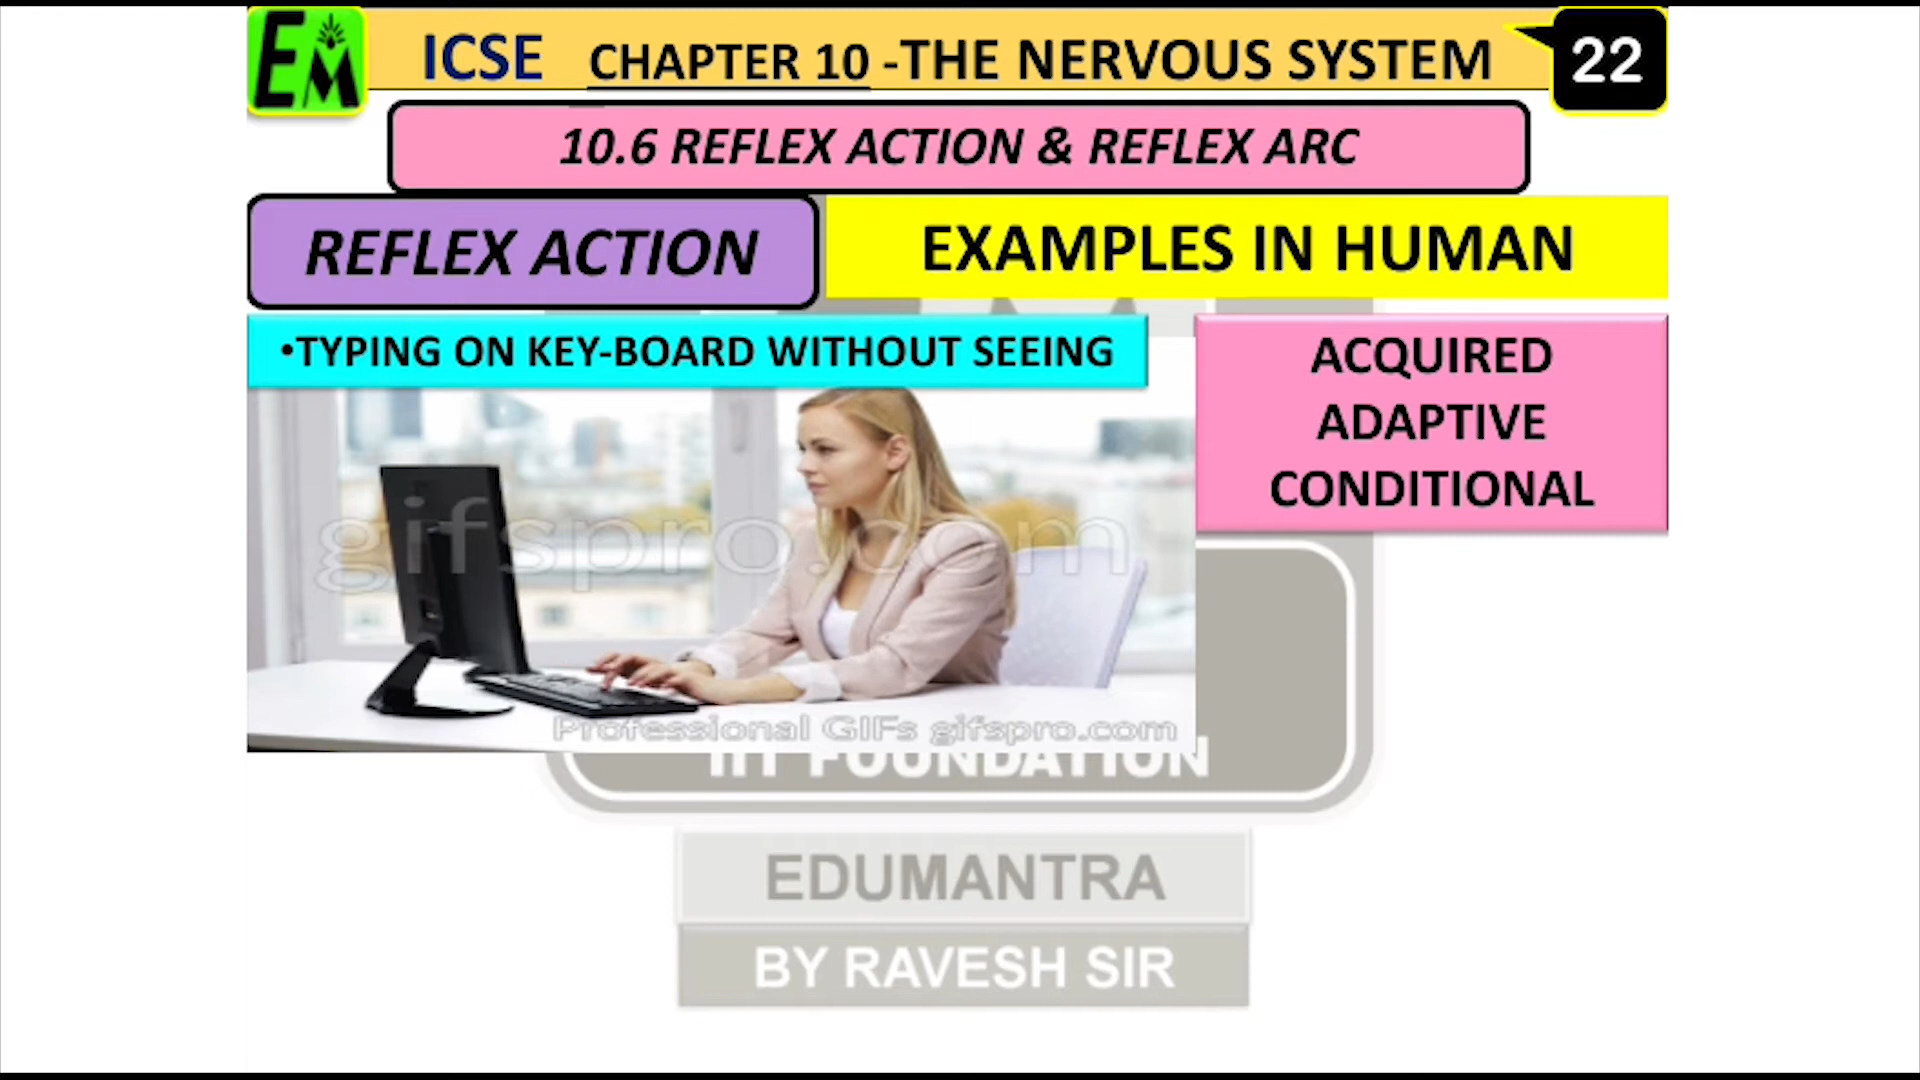 EM
ICSE CHAPTER 10 -THE NERVOUS SYSTEM
22
10.6 REFLEX ACTION & REFLEX ARC
REFLEX ACTION
EXAMPLES IN HUMAN
•TYPING ON KEY-BOARD WITHOUT SEEING
ACQUIRED
ADAPTIVE
CONDITIONAL
gifspro.com
Professional GIFs gifspro.com
IIT FOUNDATION
EDUMANTRA
BY RAVESH SIR